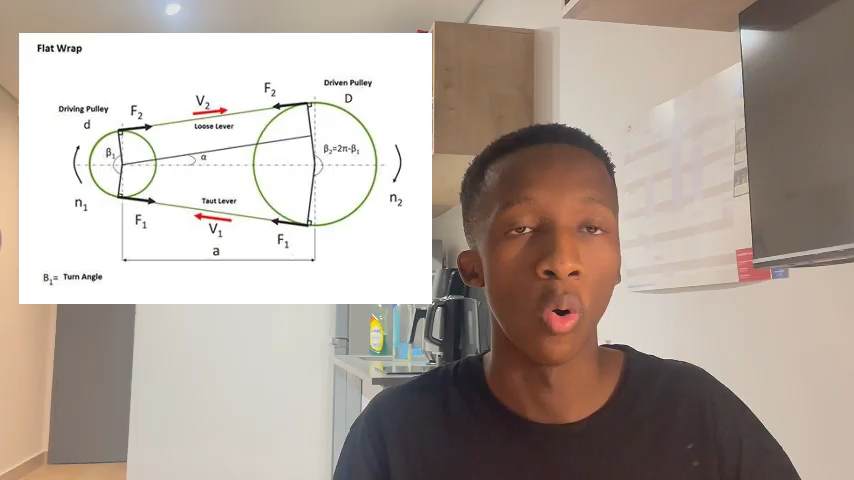 Flat Wrap
Driven Pulley
D
Driving Pulley
d
F2
V2
F2
Loose Lever
β1
α
β2=2π-β1
n1
Taut Lever
n2
F1
V1
F1
a
B1= Turn Angle